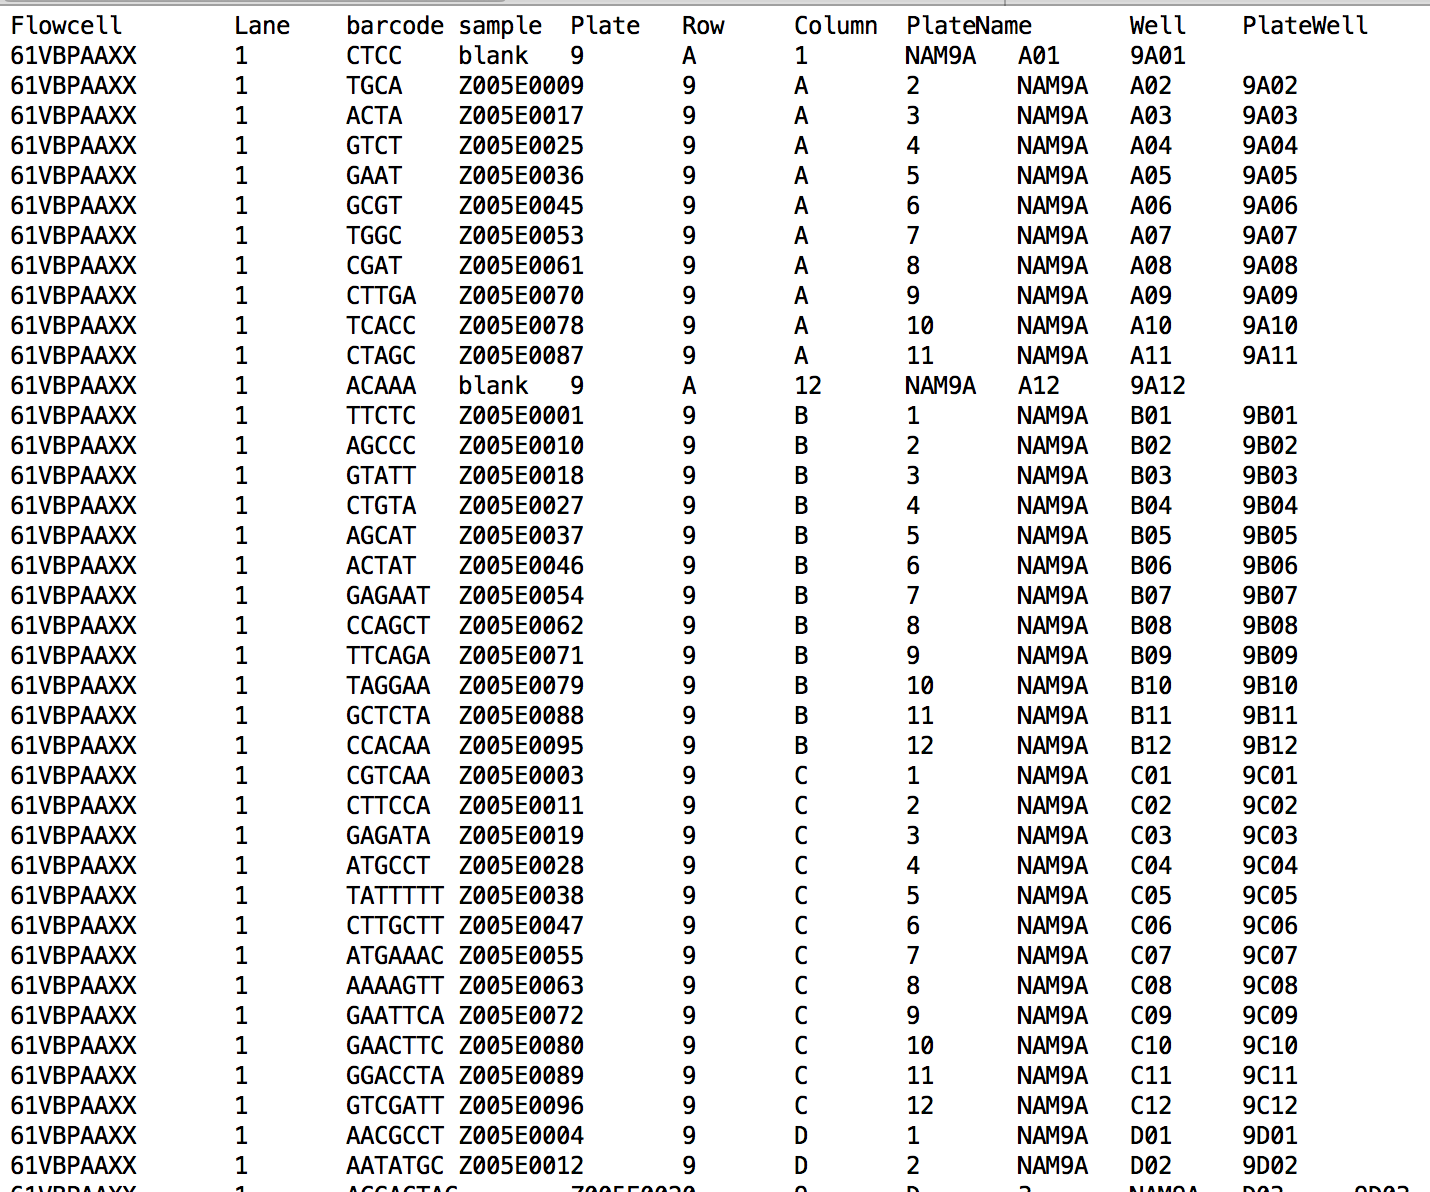 Flowcell Lane barcode sample Plate Row Column PlateName Well PlateWell
61VBPAAXX 1 CTCC blank 9 A 1 NAM9A A01 9A01
61VBPAAXX 1 TGCA Z005E0009 9 A 2 NAM9A A02 9A02
61VBPAAXX 1 ACTA Z005E0017 9 A 3 NAM9A A03 9A03
61VBPAAXX 1 GTCT Z005E0025 9 A 4 NAM9A A04 9A04
61VBPAAXX 1 GAAT Z005E0036 9 A 5 NAM9A A05 9A05
61VBPAAXX 1 GCGT Z005E0045 9 A 6 NAM9A A06 9A06
61VBPAAXX 1 TGGC Z005E0053 9 A 7 NAM9A A07 9A07
61VBPAAXX 1 CGAT Z005E0061 9 A 8 NAM9A A08 9A08
61VBPAAXX 1 CTTGA Z005E0070 9 A 9 NAM9A A09 9A09
61VBPAAXX 1 TCACC Z005E0078 9 A 10 NAM9A A10 9A10
61VBPAAXX 1 CTAGC Z005E0087 9 A 11 NAM9A A11 9A11
61VBPAAXX 1 ACAAA blank 9 A 12 NAM9A A12 9A12
61VBPAAXX 1 TTCTC Z005E0001 9 B 1 NAM9A B01 9B01
61VBPAAXX 1 AGCCC Z005E0010 9 B 2 NAM9A B02 9B02
61VBPAAXX 1 GTATT Z005E0018 9 B 3 NAM9A B03 9B03
61VBPAAXX 1 CTGTA Z005E0027 9 B 4 NAM9A B04 9B04
61VBPAAXX 1 AGCAT Z005E0037 9 B 5 NAM9A B05 9B05
61VBPAAXX 1 ACTAT Z005E0046 9 B 6 NAM9A B06 9B06
61VBPAAXX 1 GAGAAT Z005E0054 9 B 7 NAM9A B07 9B07
61VBPAAXX 1 CCAGCT Z005E0062 9 B 8 NAM9A B08 9B08
61VBPAAXX 1 TTCAGA Z005E0071 9 B 9 NAM9A B09 9B09
61VBPAAXX 1 TAGGAA Z005E0079 9 B 10 NAM9A B10 9B10
61VBPAAXX 1 GCTCTA Z005E0088 9 B 11 NAM9A B11 9B11
61VBPAAXX 1 CCACAA Z005E0095 9 B 12 NAM9A B12 9B12
61VBPAAXX 1 CGTCAA Z005E0003 9 C 1 NAM9A C01 9C01
61VBPAAXX 1 CTTCCA Z005E0011 9 C 2 NAM9A C02 9C02
61VBPAAXX 1 GAGATA Z005E0019 9 C 3 NAM9A C03 9C03
61VBPAAXX 1 ATGCCT Z005E0028 9 C 4 NAM9A C04 9C04
61VBPAAXX 1 TATTTTT Z005E0038 9 C 5 NAM9A C05 9C05
61VBPAAXX 1 CTTGCTT Z005E0047 9 C 6 NAM9A C06 9C06
61VBPAAXX 1 ATGAAAC Z005E0055 9 C 7 NAM9A C07 9C07
61VBPAAXX 1 AAAAGTT Z005E0063 9 C 8 NAM9A C08 9C08
61VBPAAXX 1 GAATTCA Z005E0072 9 C 9 NAM9A C09 9C09
61VBPAAXX 1 GAACTTC Z005E0080 9 C 10 NAM9A C10 9C10
61VBPAAXX 1 GGACCTA Z005E0089 9 C 11 NAM9A C11 9C11
61VBPAAXX 1 GTCGATT Z005E0096 9 C 12 NAM9A C12 9C12
61VBPAAXX 1 AACGCCT Z005E0004 9 D 1 NAM9A D01 9D01
61VBPAAXX 1 AATATGC Z005E0012 9 D 2 NAM9A D02 9D02